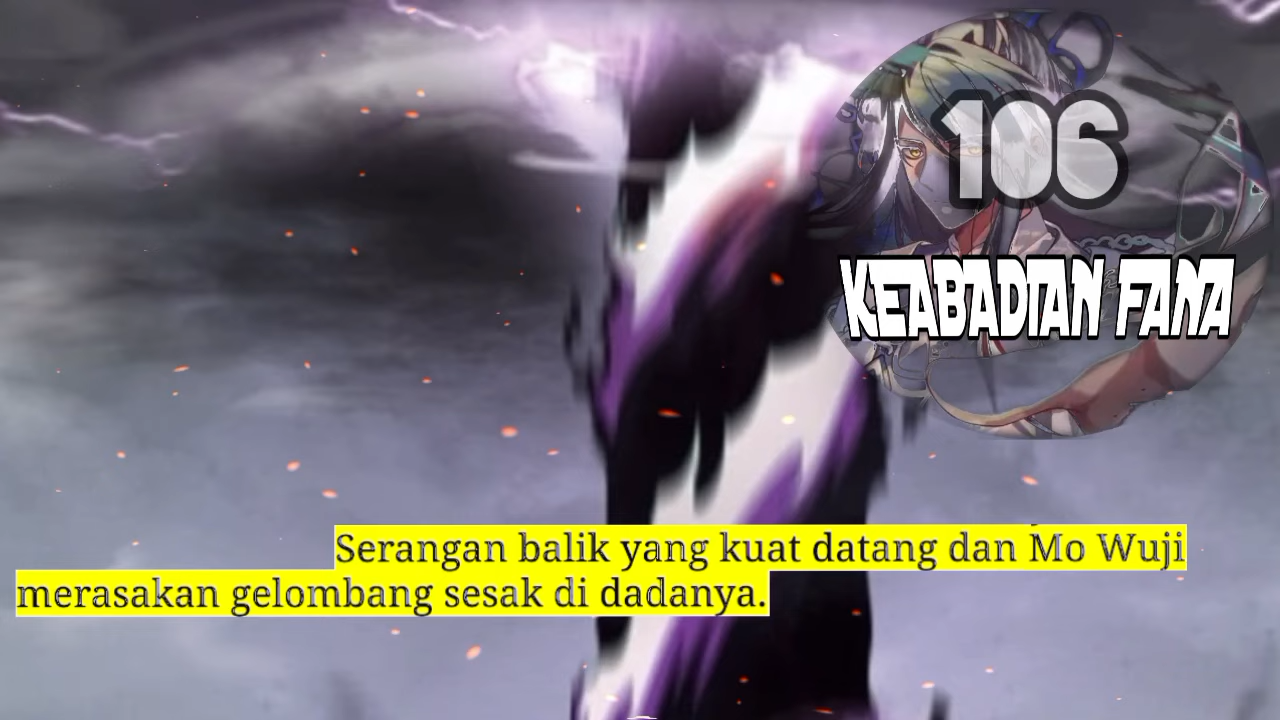 106
KEABADIAN FANA
Serangan balik yang kuat datang dan Mo Wuji
merasakan gelombang sesak di dadanya.